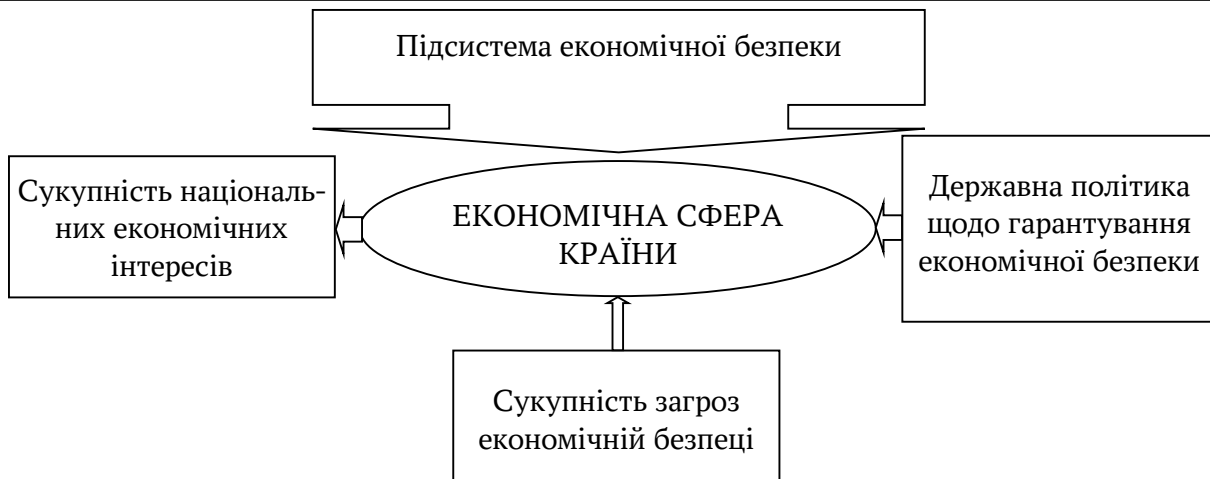 Підсистема економічної безпеки
Сукупність національ-
них економічних
інтересів
ЕКОНОМІЧНА СФЕРА
КРАЇНИ
Державна політика
щодо гарантування
економічної безпеки
Сукупність загроз
економічній безпеці